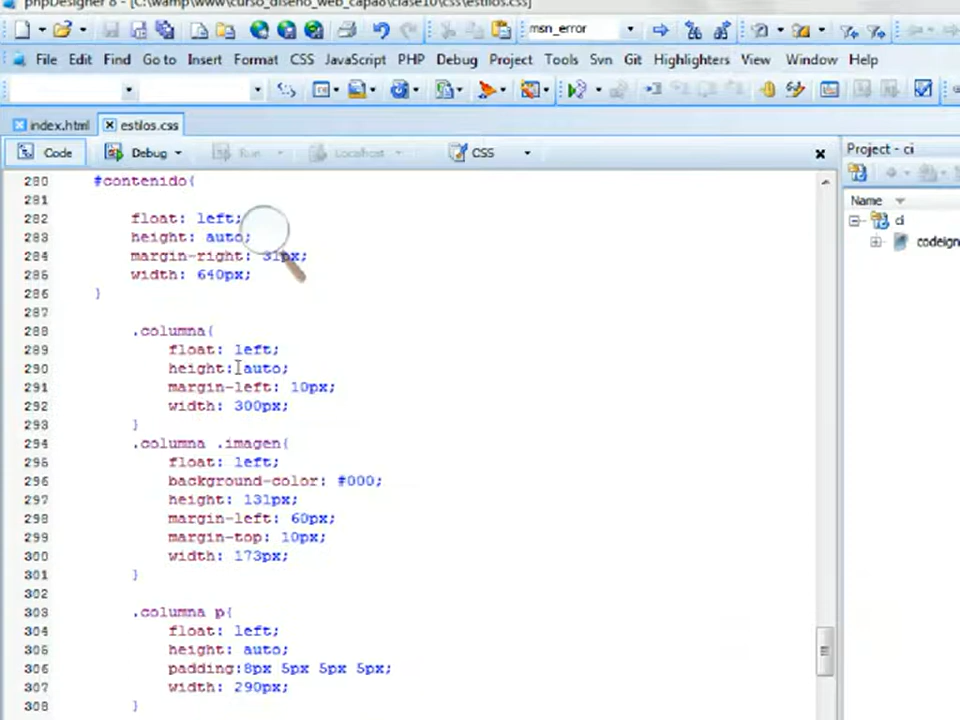 phpDesigner 8 - [C:\wamp\www\curso_diseno_web_capa8\clase10\css\estilos.css]
msn_error
File Edit Find Go to Insert Format CSS JavaScript PHP Debug Project Tools Svn Git Highlighters View Window Help
index.html estilos.css
Code Debug Run Localhost CSS
Project - ci
Name
ci
codeign
280 #contenido{
281
282 float: left;
283 height: auto;
284 margin-right: 31px;
285 width: 640px;
286 }
287
288 .columna{
289 float: left;
290 height: auto;
291 margin-left: 10px;
292 width: 300px;
293 }
294 .columna .imagen{
295 float: left;
296 background-color: #000;
297 height: 131px;
298 margin-left: 60px;
299 margin-top: 10px;
300 width: 173px;
301 }
302
303 .columna p{
304 float: left;
305 height: auto;
306 padding:8px 5px 5px 5px;
307 width: 290px;
308 }